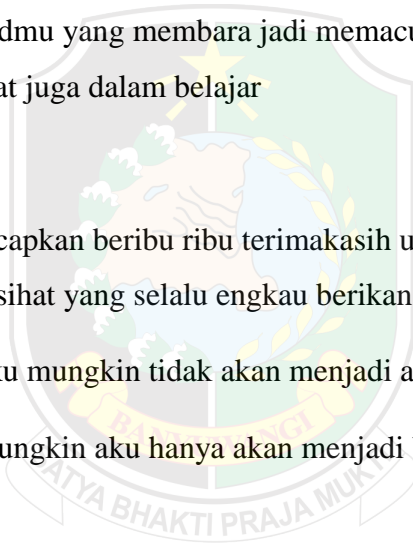 dmu yang membara jadi memacu
at juga dalam belajar
capkan beribu ribu terimakasih u
sihat yang selalu engkau berikan
u mungkin tidak akan menjadi a
ungkin aku hanya akan menjadi
BANYUWANGI
SATYA BHAKTI PRAJA MUKTI